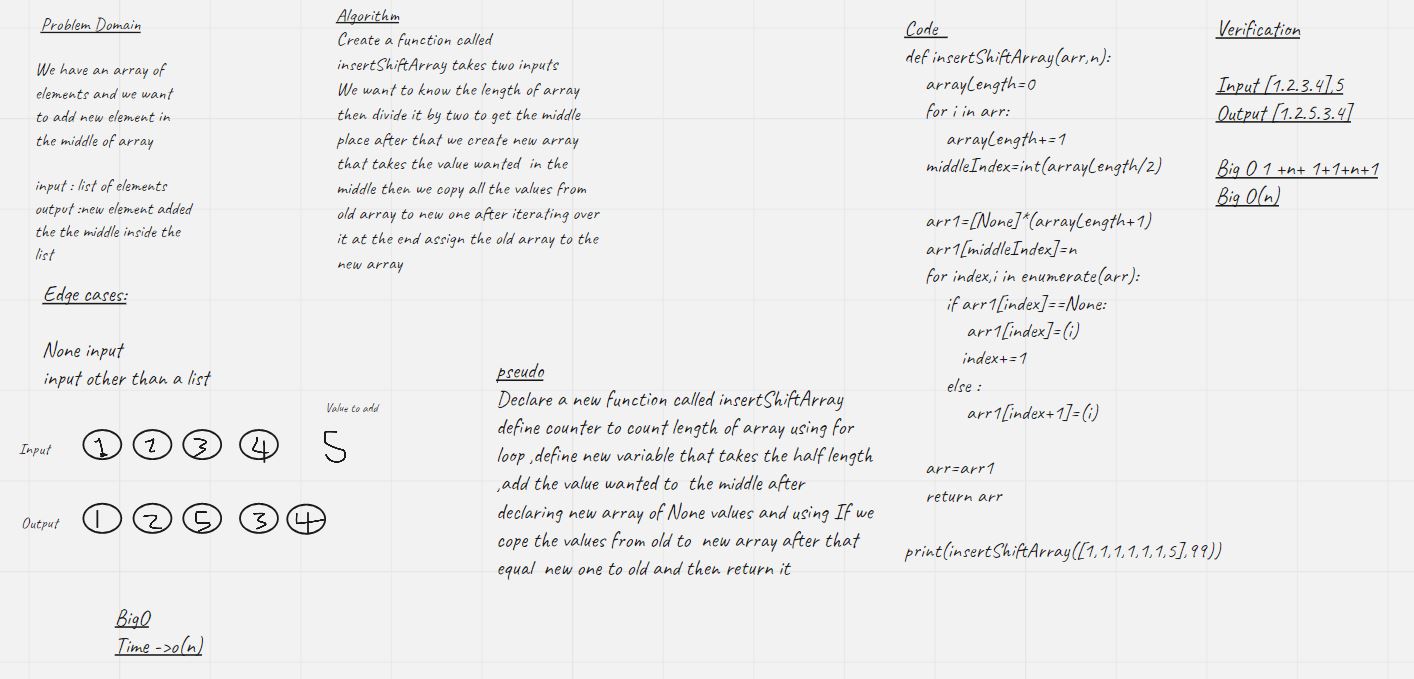 Problem Domain
We have an array of
elements and we want
to add new element in
the middle of array
input : list of elements
output :new element added
the the middle inside the
list
Edge cases:
None input
input other than a list
Value to add
Input 1 2 3 4 5
Output 1 2 5 3 4
BigO
Time ->o(n)
Algorithm
Create a function called
insertShiftArray takes two inputs
We want to know the length of array
then divide it by two to get the middle
place after that we create new array
that takes the value wanted in the
middle then we copy all the values from
old array to new one after iterating over
it at the end assign the old array to the
new array
pseudo
Declare a new function called insertShiftArray
define counter to count length of array using for
loop ,define new variable that takes the half length
,add the value wanted to the middle after
declaring new array of None values and using If we
cope the values from old to new array after that
equal new one to old and then return it
Code
def insertShiftArray(arr,n):
arrayLength=0
for i in arr:
arrayLength+=1
middleIndex=int(arrayLength/2)
arr1=[None]*(arrayLength+1)
arr1[middleIndex]=n
for index,i in enumerate(arr):
if arr1[index]==None:
arr1[index]=(i)
index+=1
else :
arr1[index+1]=(i)
arr=arr1
return arr
print(insertShiftArray([1,1,1,1,1,1,5],99))
Verification
Input [1.2.3.4],5
Output [1.2.5.3.4]
Big O 1 +n+ 1+1+n+1
Big O(n)